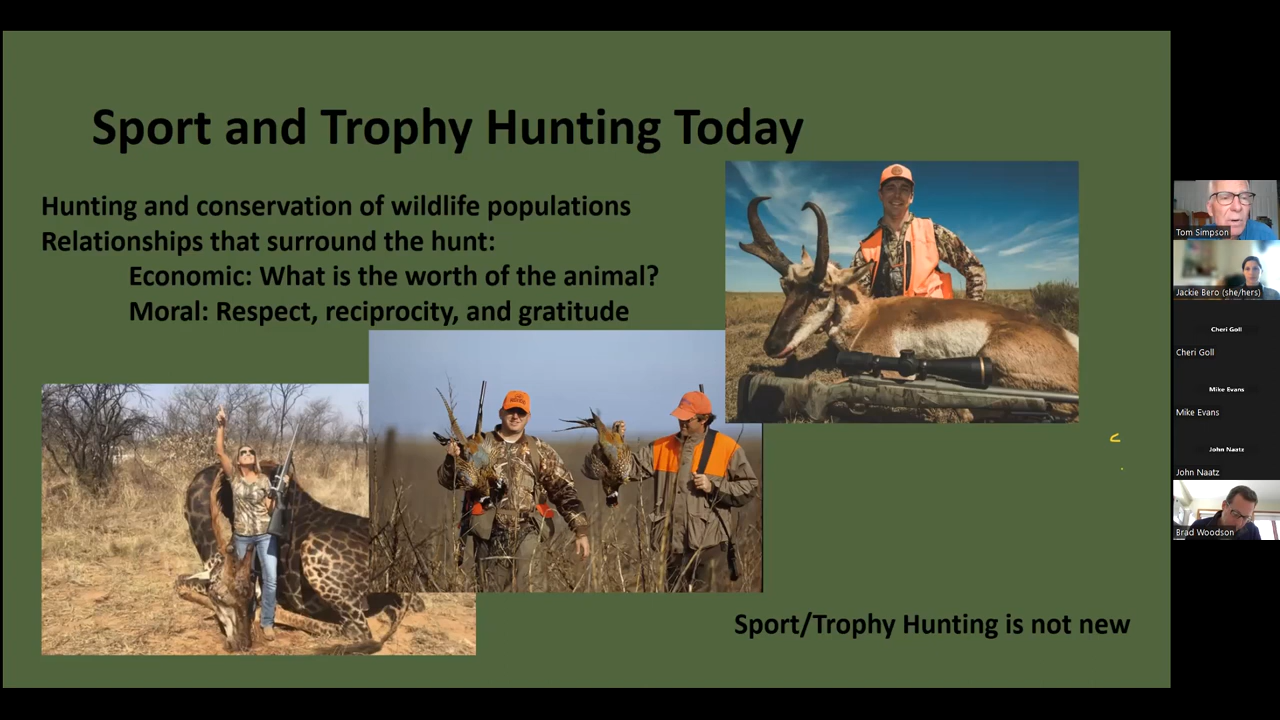 Sport and Trophy Hunting Today
Hunting and conservation of wildlife populations
Relationships that surround the hunt:
Economic: What is the worth of the animal?
Moral: Respect, reciprocity, and gratitude
Sport/Trophy Hunting is not new
Tom Simpson
Jackie Bero (she/hers)
Cheri Goll
Cheri Goll
Mike Evans
Mike Evans
John Naatz
John Naatz
Brad Woodson